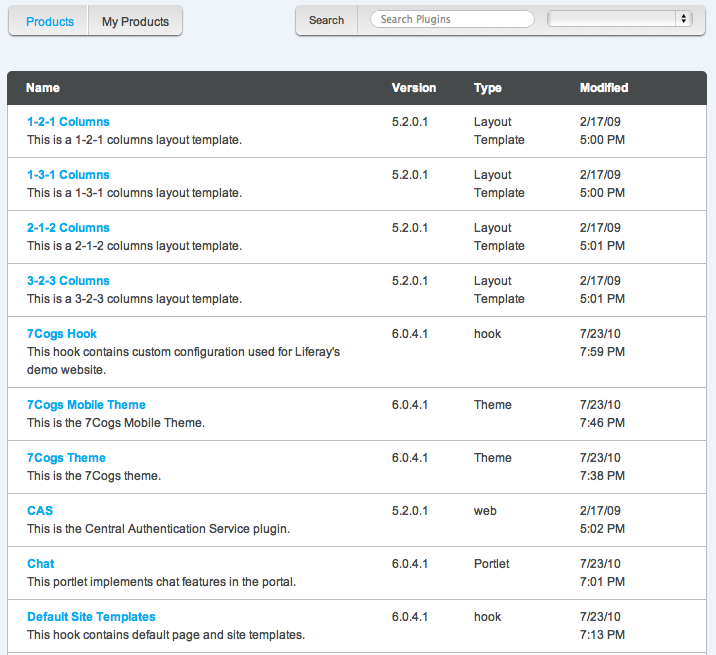 Products My Products Search Search Plugins
Name Version Type Modified
1-2-1 Columns 5.2.0.1 Layout 2/17/09
This is a 1-2-1 columns layout template. Template 5:00 PM
1-3-1 Columns 5.2.0.1 Layout 2/17/09
This is a 1-3-1 columns layout template. Template 5:00 PM
2-1-2 Columns 5.2.0.1 Layout 2/17/09
This is a 2-1-2 columns layout template. Template 5:01 PM
3-2-3 Columns 5.2.0.1 Layout 2/17/09
This is a 3-2-3 columns layout template. Template 5:01 PM
7Cogs Hook 6.0.4.1 hook 7/23/10
This hook contains custom configuration used for Liferay's 7:59 PM
demo website.
7Cogs Mobile Theme 6.0.4.1 Theme 7/23/10
This is the 7Cogs Mobile Theme. 7:46 PM
7Cogs Theme 6.0.4.1 Theme 7/23/10
This is the 7Cogs theme. 7:38 PM
CAS 5.2.0.1 web 2/17/09
This is the Central Authentication Service plugin. 5:02 PM
Chat 6.0.4.1 Portlet 7/23/10
This portlet implements chat features in the portal. 7:01 PM
Default Site Templates 6.0.4.1 hook 7/23/10
This hook contains default page and site templates. 7:13 PM